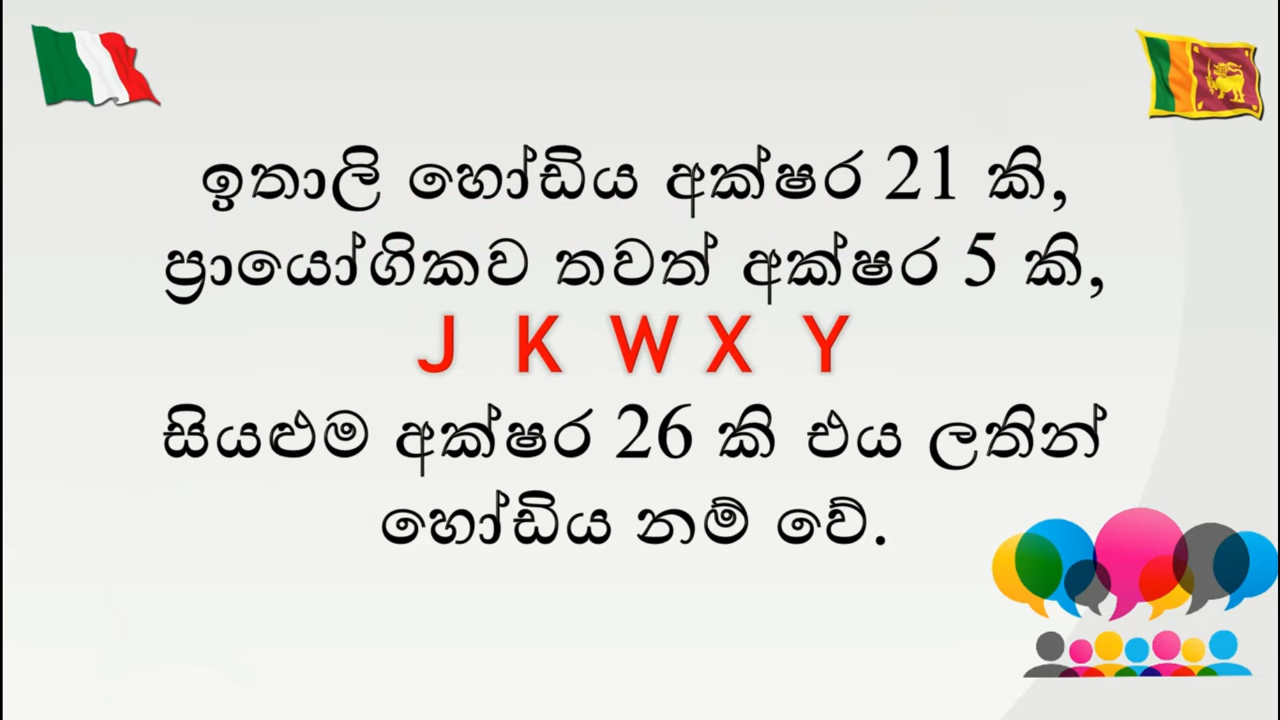 ඉතාලි හෝඩිය අක්ෂර 21 කි,
ප්‍රායෝගිකව තවත් අක්ෂර 5 කි,
J K W X Y
සියළුම අක්ෂර 26 කි එය ලතින්
හෝඩිය නම් වේ.